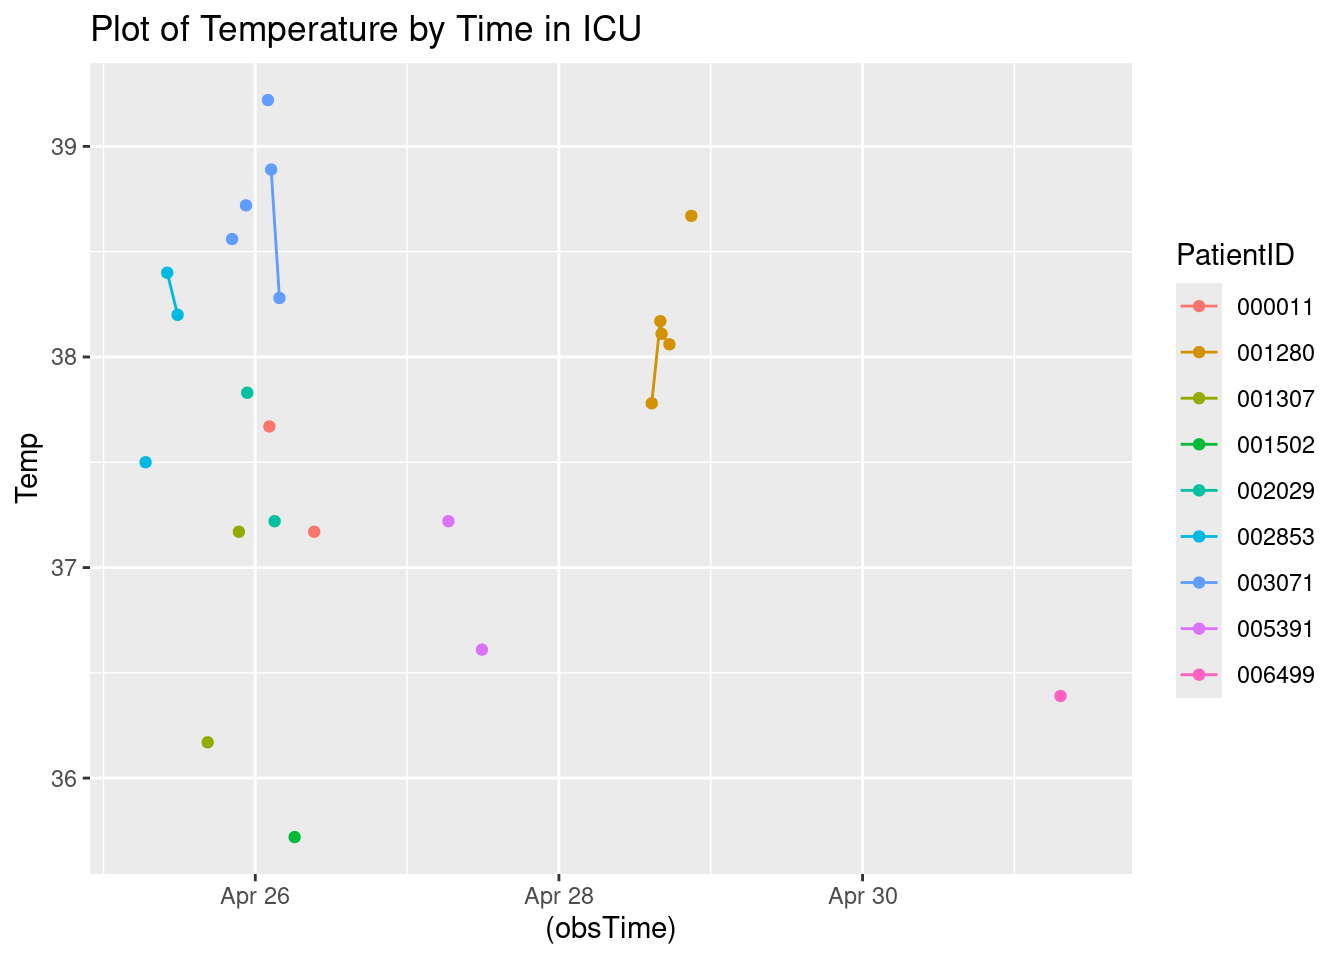 Plot of Temperature by Time in ICU
39
38
37
36
Temp
Apr 26
Apr 28
Apr 30
(obsTime)
PatientID
000011
001280
001307
001502
002029
002853
003071
005391
006499